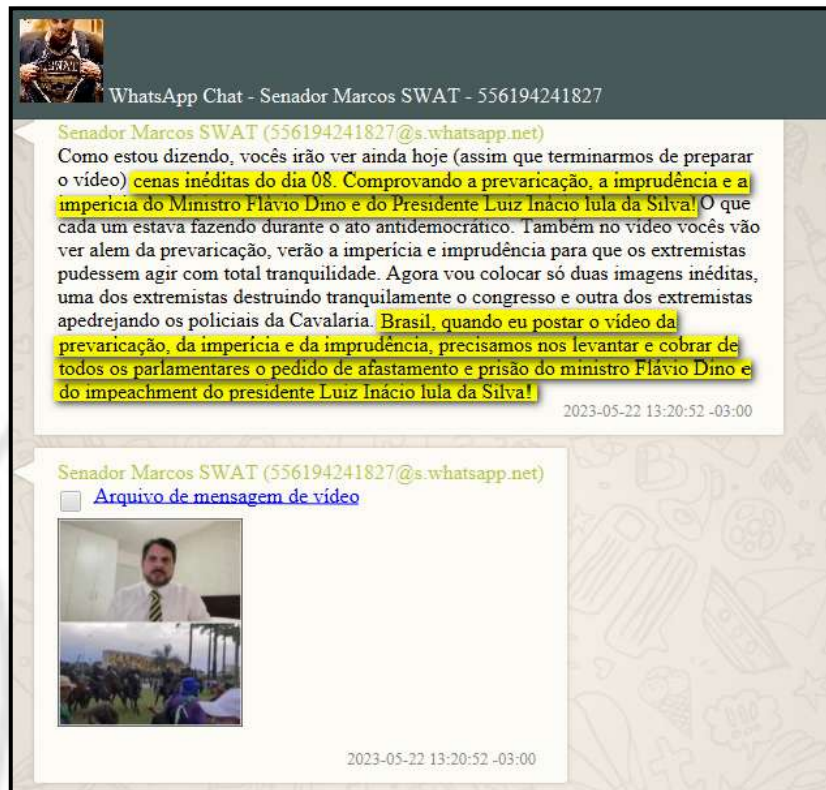 SWAT
WhatsApp Chat - Senador Marcos SWAT - 556194241827
Senador Marcos SWAT (556194241827@s.whatsapp.net)
Como estou dizendo, vocês irão ver ainda hoje (assim que terminarmos de preparar
o vídeo) cenas inéditas do dia 08. Comprovando a prevaricação, a imprudência e a
imperícia do Ministro Flávio Dino e do Presidente Luiz Inácio lula da Silva! O que
cada um estava fazendo durante o ato antidemocrático. Também no vídeo vocês vão
ver alem da prevaricação, verão a imperícia e imprudência para que os extremistas
pudessem agir com total tranquilidade. Agora vou colocar só duas imagens inéditas,
uma dos extremistas destruindo tranquilamente o congresso e outra dos extremistas
apedrejando os policiais da Cavalaria. Brasil, quando eu postar o vídeo da
prevaricação, da imperícia e da imprudência, precisamos nos levantar e cobrar de
todos os parlamentares o pedido de afastamento e prisão do ministro Flávio Dino e
do impeachment do presidente Luiz Inácio lula da Silva!
2023-05-22 13:20:52 -03:00
Senador Marcos SWAT (556194241827@s.whatsapp.net)
Arquivo de mensagem de vídeo
2023-05-22 13:20:52 -03:00